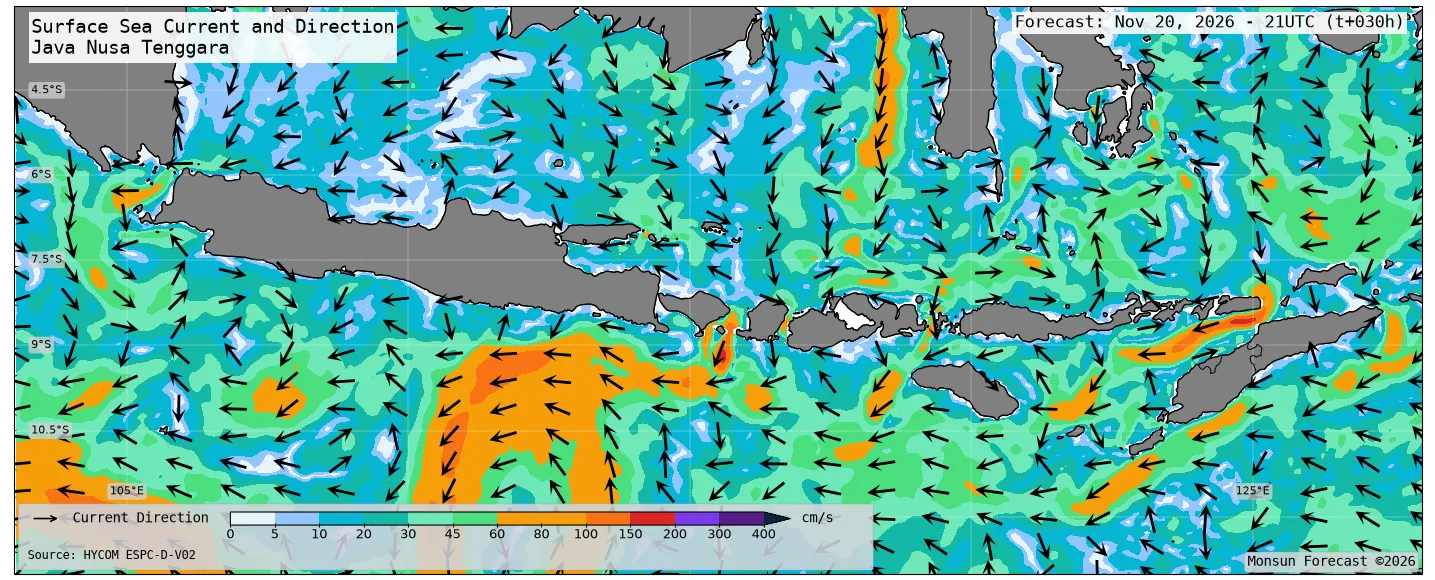 Surface Sea Current and Direction
Java Nusa Tenggara
Forecast: Nov 20, 2026 - 21UTC (t+030h)
4.5°S
6°S
7.5°S
9°S
10.5°S
105°E
125°E
Current Direction
0 5 10 20 30 45 60 80 100 150 200 300 400
cm/s
Source: HYCOM ESPC-D-V02
Monsun Forecast ©2026